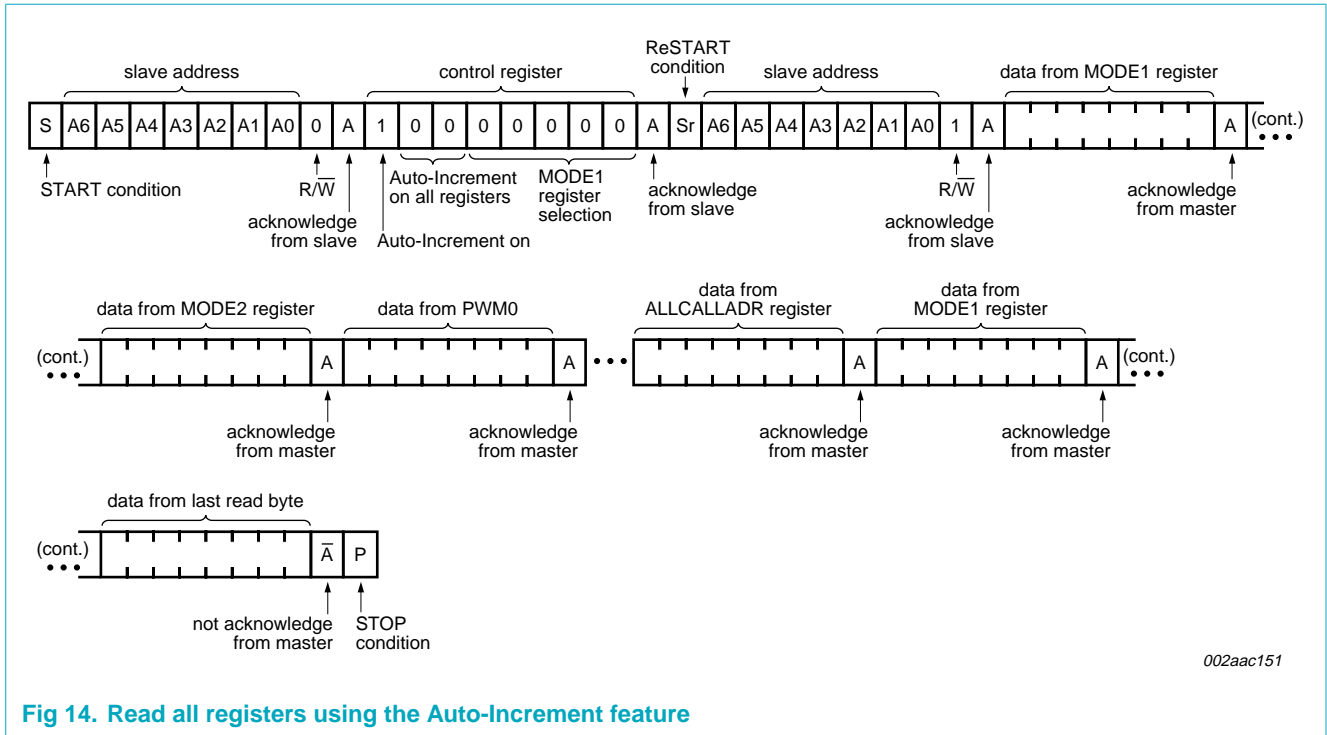 ReSTART
condition
slave address control register slave address data from MODE1 register
S A6 A5 A4 A3 A2 A1 A0 0 A 1 0 0 0 0 0 0 0 A Sr A6 A5 A4 A3 A2 A1 A0 1 A A (cont.)
START condition R/W̅ Auto-Increment
on all registers MODE1
register
selection acknowledge
from slave R/W̅ acknowledge
from master
acknowledge
from slave Auto-Increment on acknowledge
from slave
data from MODE2 register data from PWM0 data from
ALLCALLADR register data from
MODE1 register
(cont.) A A A A (cont.)
acknowledge
from master acknowledge
from master acknowledge
from master acknowledge
from master
data from last read byte
(cont.) A̅ P
not acknowledge
from master STOP
condition
002aac151
Fig 14. Read all registers using the Auto-Increment feature